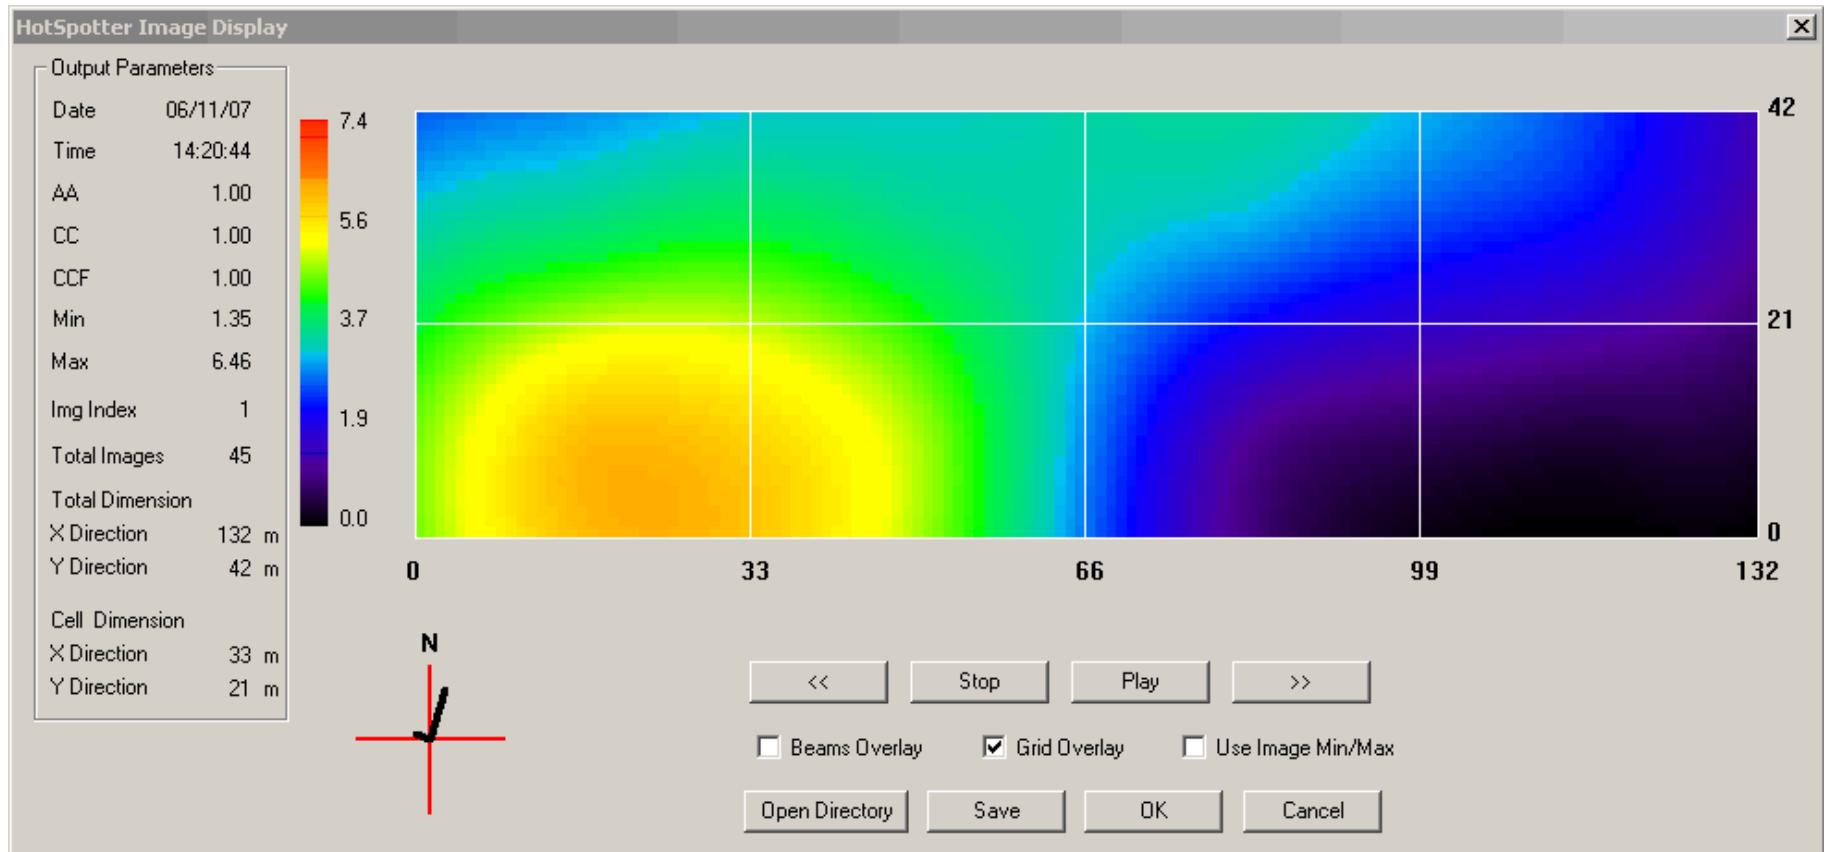 HotSpotter Image Display
Output Parameters
Date 06/11/07
Time 14:20:44
AA 1.00
CC 1.00
CCF 1.00
Min 1.35
Max 6.46
Img Index 1
Total Images 45
Total Dimension
X Direction 132 m
Y Direction 42 m
Cell Dimension
X Direction 33 m
Y Direction 21 m
7.4
5.6
3.7
1.9
0.0
42
21
0
0 33 66 99 132
N
<< Stop Play >>
Beams Overlay Grid Overlay Use Image Min/Max
Open Directory Save OK Cancel